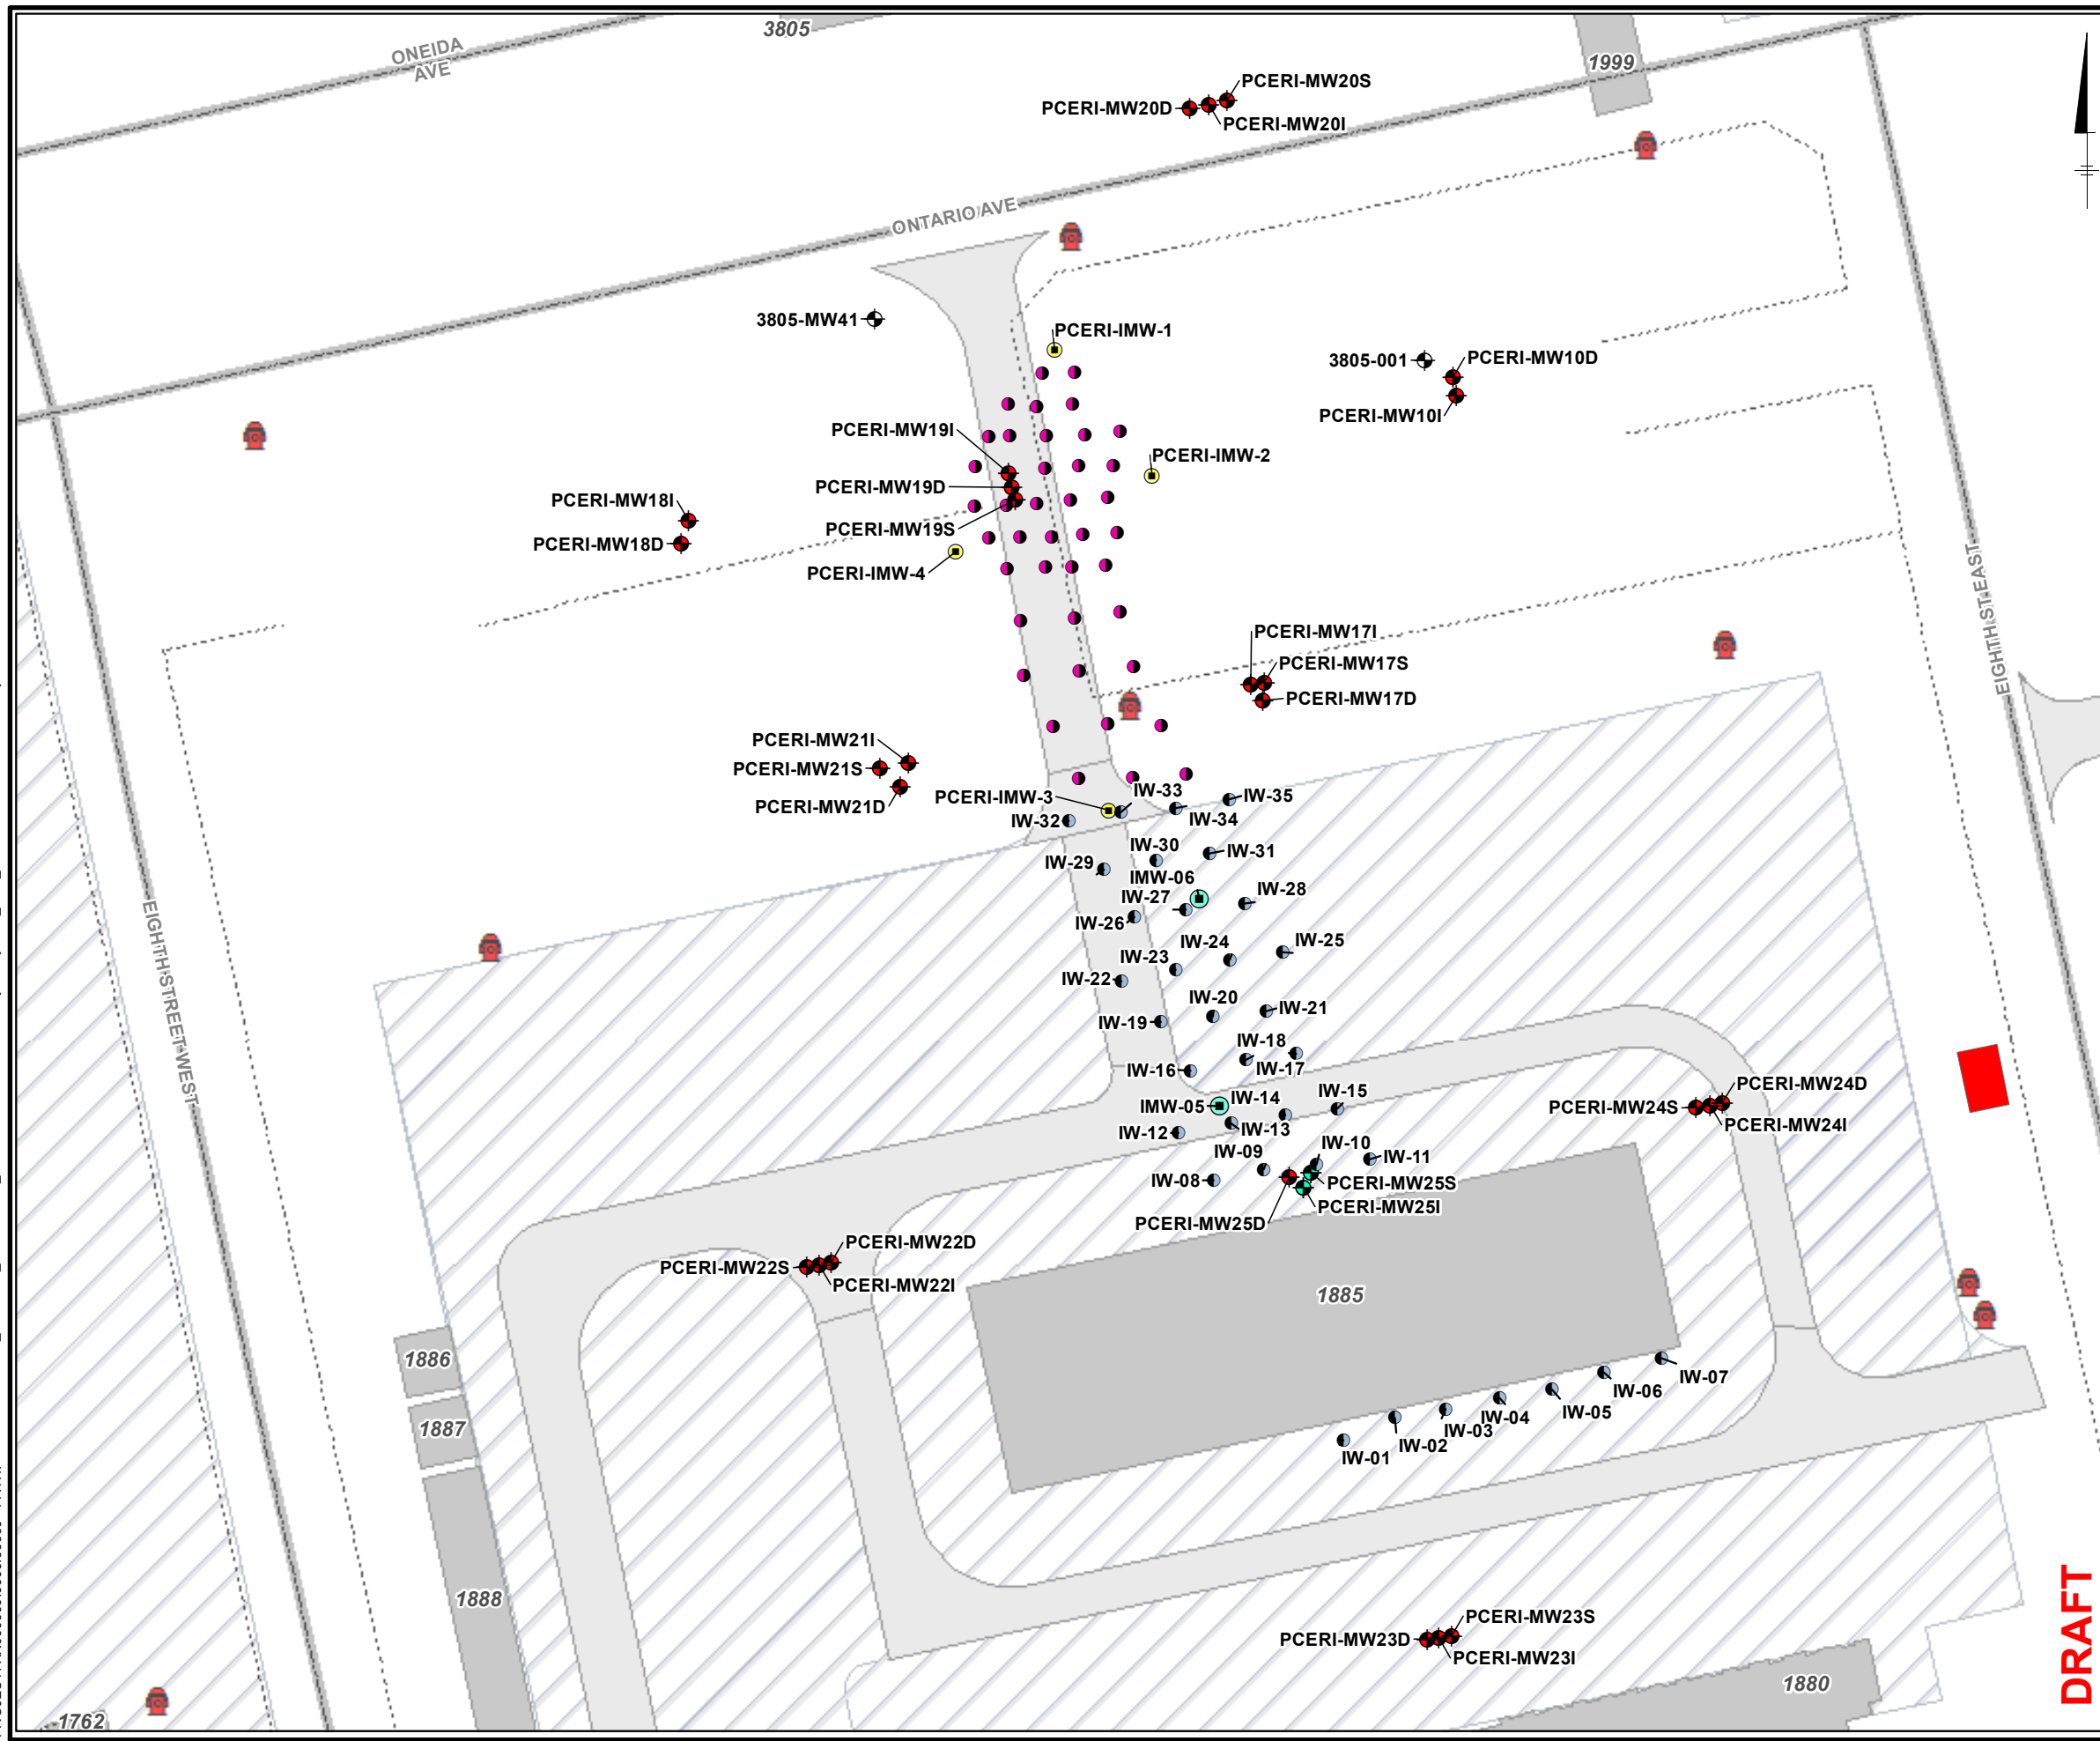 3805
ONEIDA
AVE
1999
PCERI-MW20S
PCERI-MW20D
PCERI-MW20I
ONTARIO AVE
3805-MW41
PCERI-IMW-1
3805-001
PCERI-MW10D
PCERI-MW10I
PCERI-MW19I
PCERI-IMW-2
PCERI-MW19D
PCERI-MW18I
PCERI-MW19S
PCERI-MW18D
PCERI-IMW-4
EIGHTH ST EAST
PCERI-MW17I
PCERI-MW17S
PCERI-MW17D
PCERI-MW21I
PCERI-MW21S
PCERI-MW21D
PCERI-IMW-3
IW-33
IW-35
IW-32
IW-34
IW-30
IW-31
IW-29
IMW-06
IW-27
IW-28
IW-26
EIGHTH STREET WEST
IW-24
IW-25
IW-23
IW-22
IW-20
IW-21
IW-19
IW-18
IW-17
IW-16
IW-15
IW-14
IMW-05
IW-13
IW-12
PCERI-MW24D
PCERI-MW24S
PCERI-MW24I
IW-10
IW-09
IW-11
IW-08
PCERI-MW25S
PCERI-MW25I
PCERI-MW25D
PCERI-MW22D
PCERI-MW22S
PCERI-MW22I
1885
1886
1887
1888
IW-07
IW-06
IW-05
IW-04
IW-03
IW-02
IW-01
PCERI-MW23S
PCERI-MW23D
PCERI-MW23I
1880
1762
DRAFT